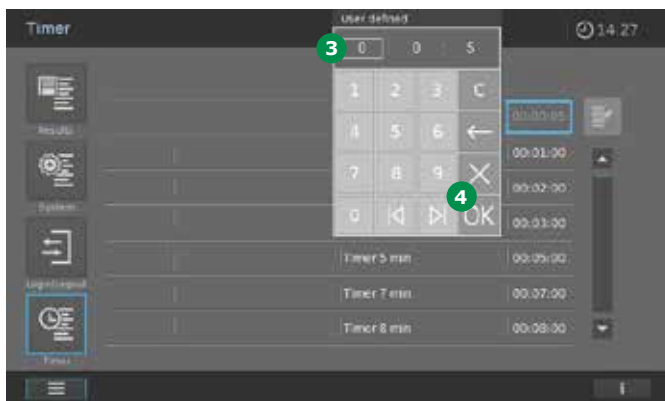 Timer
User defined
14.27
3
0 : 0 : 5
1 2 3 C
Results
4 5 6 ←
00:00:05
7 8 9 X
00:01:00
4
00:02:00
System
0 OK
00:03:00
Timer 5 min 00:05:00
Login/Logout
Timer 7 min 00:07:00
Timer 8 min 00:08:00
Timer
i